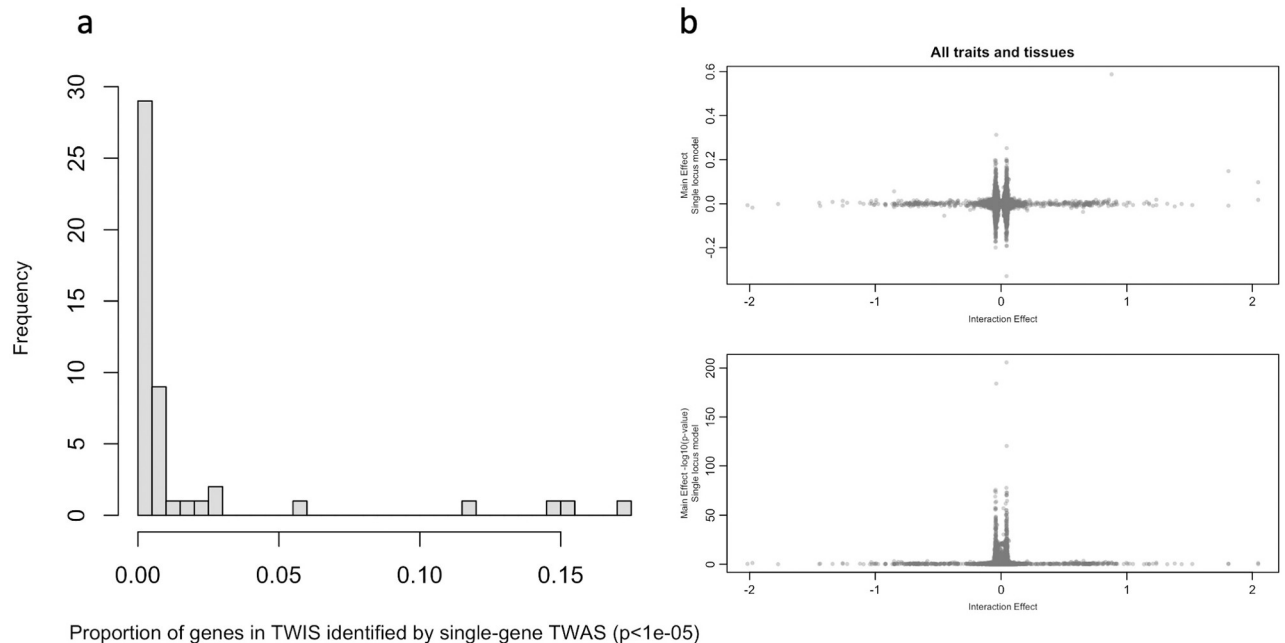 a
30
25
20
15
10
5
0
Frequency
0.00 0.05 0.10 0.15
Proportion of genes in TWIS identified by single-gene TWAS (p<1e-05)
b
All traits and tissues
0.6
0.4
0.2
0.0
-0.2
Main Effect
Single locus model
-2 -1 0 1 2
Interaction Effect
200
150
100
50
0
Main Effect -log10(p-value)
Single locus model
-2 -1 0 1 2
Interaction Effect